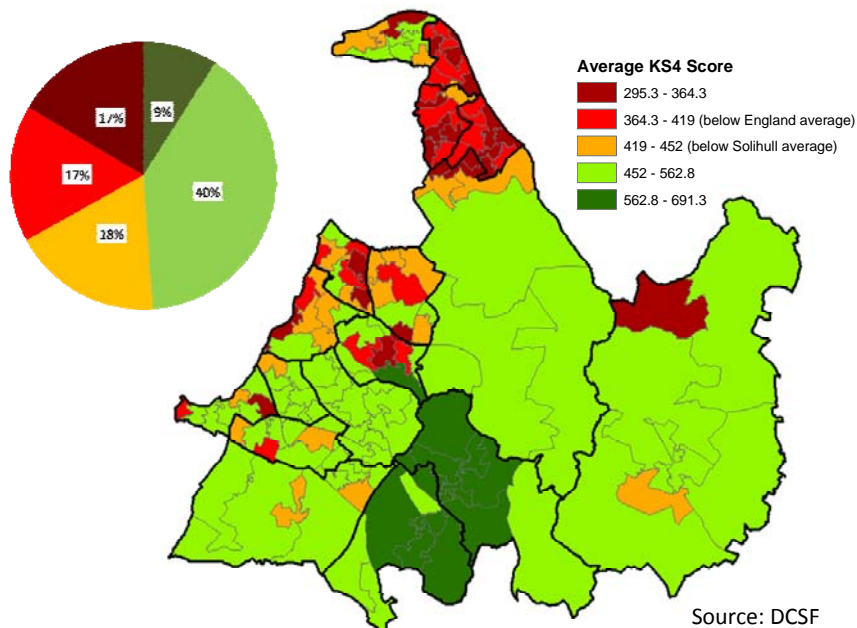 Average KS4 Score
295.3 - 364.3
364.3 - 419 (below England average)
419 - 452 (below Solihull average)
452 - 562.8
562.8 - 691.3
9%
17%
40%
17%
18%
Source: DCSF